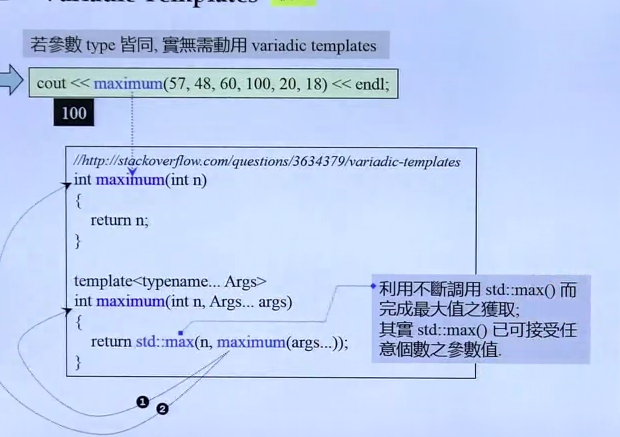 Variadic Templates
若參數 type 皆同, 實無需動用 variadic templates
cout << maximum(57, 48, 60, 100, 20, 18) << endl;
100
//http://stackoverflow.com/questions/3634379/variadic-templates
int maximum(int n)
{
return n;
}
template<typename... Args>
int maximum(int n, Args... args)
{
return std::max(n, maximum(args...));
}
利用不斷調用 std::max() 而
完成最大值之獲取;
其實 std::max() 已可接受任
意個數之參數值.
❶
❷